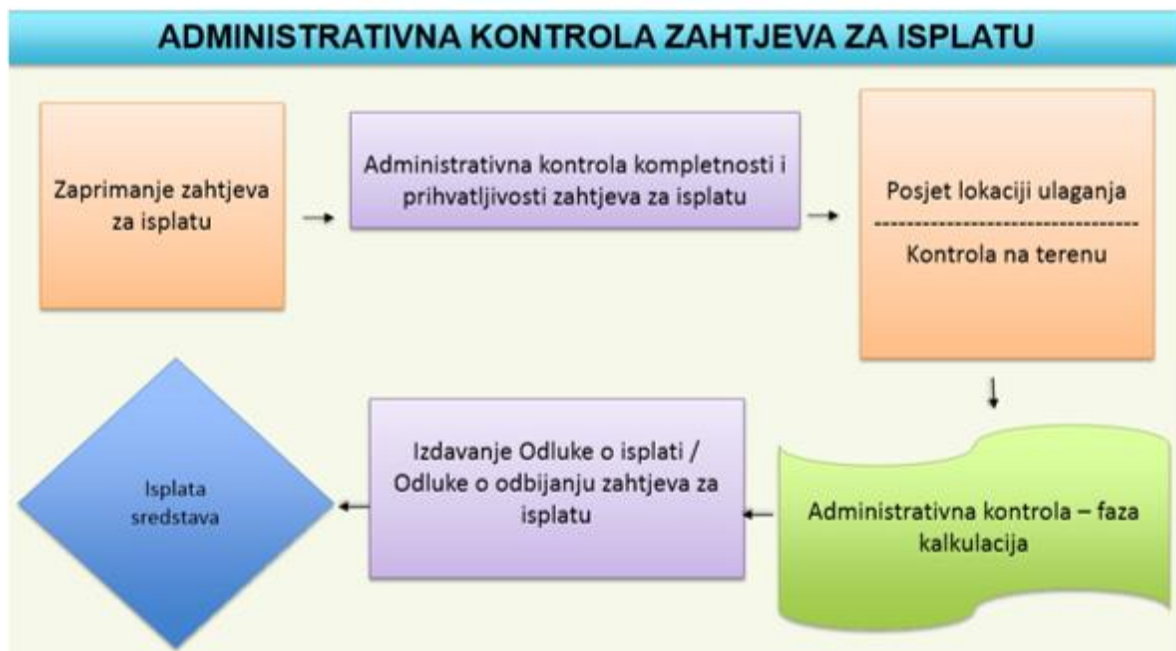 ADMINISTRATIVNA KONTROLA ZAHTJEVA ZA ISPLATU
Zaprimanje zahtjeva
za isplatu
Administrativna kontrola kompletnosti i
prihvatljivosti zahtjeva za isplatu
Posjet lokaciji ulaganja
Kontrola na terenu
Administrativna kontrola – faza
kalkulacija
Izdavanje Odluke o isplati /
Odluke o odbijanju zahtjeva za
isplatu
Isplata
sredstava